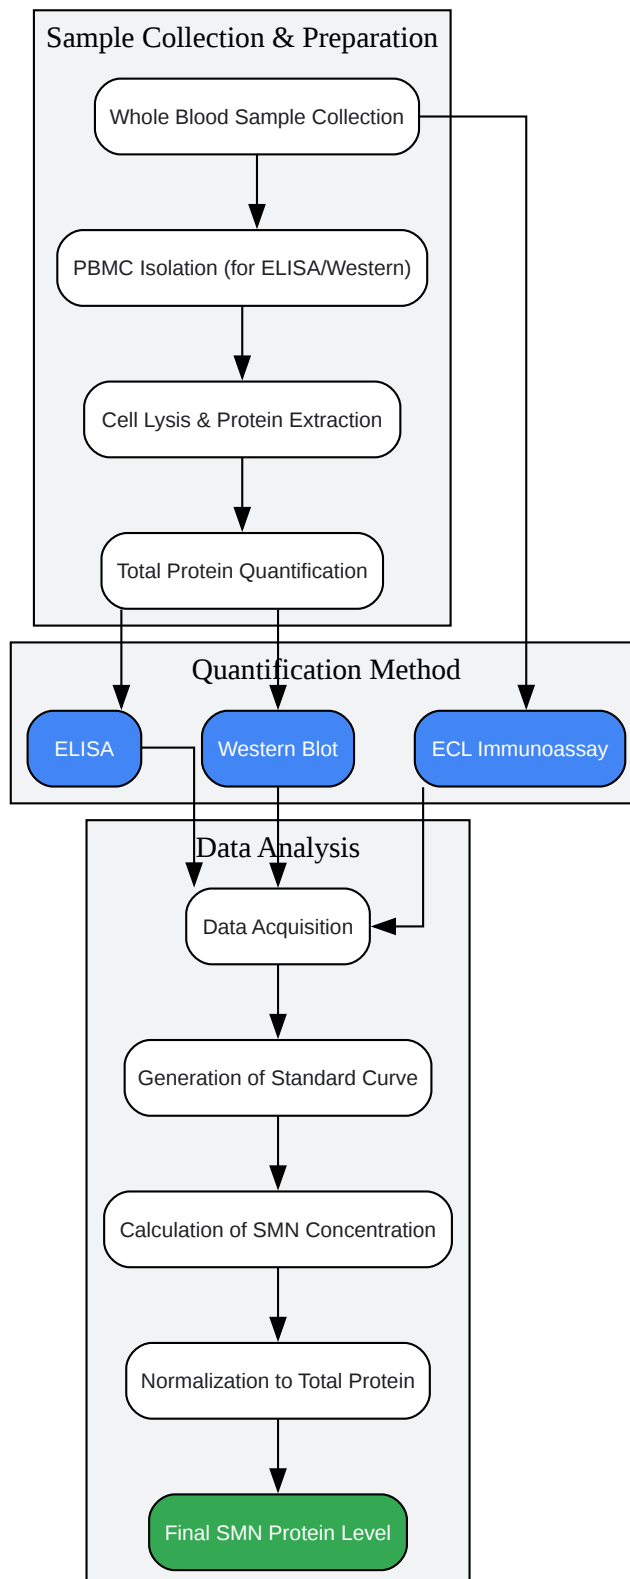 Sample Collection & Preparation
Whole Blood Sample Collection
PBMC Isolation (for ELISA/Western)
Cell Lysis & Protein Extraction
Total Protein Quantification
Quantification Method
ELISA
Western Blot
ECL Immunoassay
Data Analysis
Data Acquisition
Generation of Standard Curve
Calculation of SMN Concentration
Normalization to Total Protein
Final SMN Protein Level